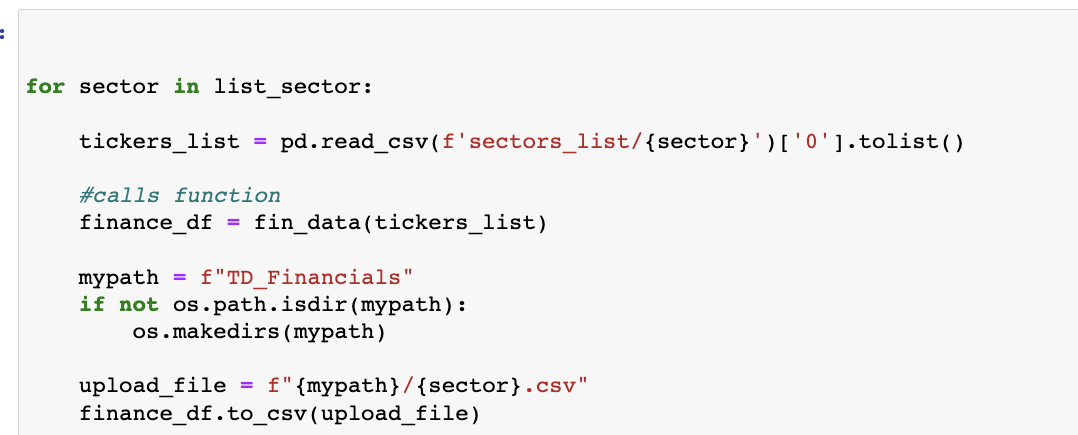 :
for sector in list_sector:
    tickers_list = pd.read_csv(f'sectors_list/{sector}')['0'].tolist()
    #calls function
    finance_df = fin_data(tickers_list)
    mypath = f"TD_Financials"
    if not os.path.isdir(mypath):
        os.makedirs(mypath)
    upload_file = f"{mypath}/{sector}.csv"
    finance_df.to_csv(upload_file)